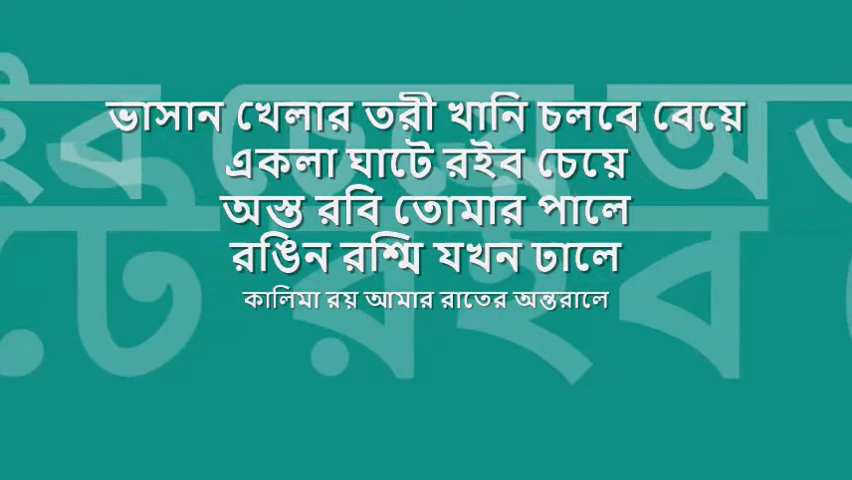 ভাসান খেলার তরী খানি চলবে বেয়ে
একলা ঘাটে রইব চেয়ে
অস্ত রবি তোমার পালে
রঙিন রশ্মি যখন ঢালে
কালিমা রয় আমার রাতের অন্তরালে